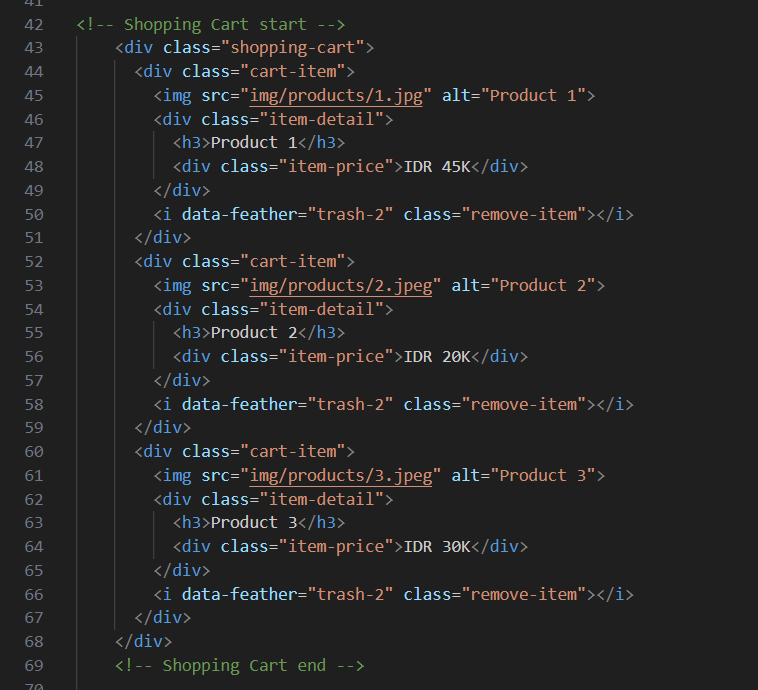 41
42 <!-- Shopping Cart start -->
43 <div class="shopping-cart">
44 <div class="cart-item">
45 <img src="img/products/1.jpg" alt="Product 1">
46 <div class="item-detail">
47 <h3>Product 1</h3>
48 <div class="item-price">IDR 45K</div>
49 </div>
50 <i data-feather="trash-2" class="remove-item"></i>
51 </div>
52 <div class="cart-item">
53 <img src="img/products/2.jpeg" alt="Product 2">
54 <div class="item-detail">
55 <h3>Product 2</h3>
56 <div class="item-price">IDR 20K</div>
57 </div>
58 <i data-feather="trash-2" class="remove-item"></i>
59 </div>
60 <div class="cart-item">
61 <img src="img/products/3.jpeg" alt="Product 3">
62 <div class="item-detail">
63 <h3>Product 3</h3>
64 <div class="item-price">IDR 30K</div>
65 </div>
66 <i data-feather="trash-2" class="remove-item"></i>
67 </div>
68 </div>
69 <!-- Shopping Cart end -->
70